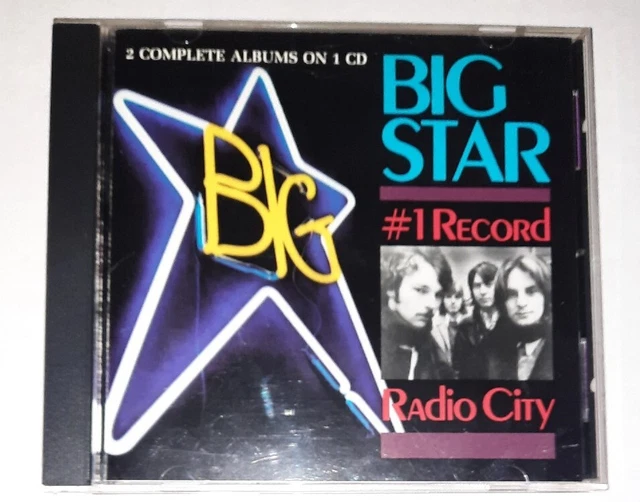 2 COMPLETE ALBUMS ON 1 CD
BIG
BIG
STAR
#1 RECORD
RADIO CITY